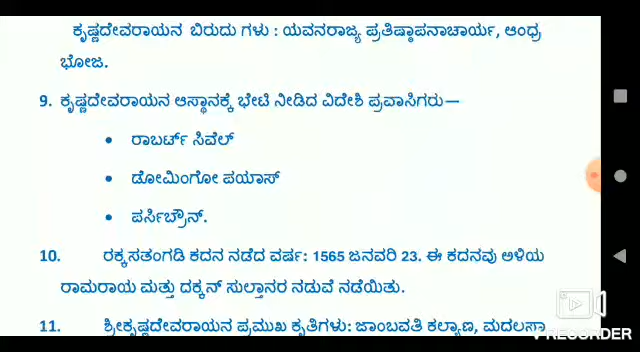 ಕೃಷ್ಣದೇವರಾಯನ ಬಿರುದು ಗಳು : ಯವನರಾಜ್ಯ ಪ್ರತಿಷ್ಠಾಪನಾಚಾರ್ಯ, ಆಂಧ್ರ
ಭೋಜ.
9. ಕೃಷ್ಣದೇವರಾಯನ ಆಸ್ಥಾನಕ್ಕೆ ಭೇಟಿ ನೀಡಿದ ವಿದೇಶಿ ಪ್ರವಾಸಿಗರು—
• ರಾಬರ್ಟ್ ಸಿವೆಲ್
• ಡೋಮಿಂಗೋ ಪಯಾಸ್
• ಪರ್ಸಿಬ್ರೌನ್.
10. ರಕ್ಕಸತಂಗಡಿ ಕದನ ನಡೆದ ವರ್ಷ: 1565 ಜನವರಿ 23. ಈ ಕದನವು ಅಳಿಯ
ರಾಮರಾಯ ಮತ್ತು ದಕ್ಕನ್ ಸುಲ್ತಾನರ ನಡುವೆ ನಡೆಯಿತು.
11. ಶ್ರೀಕೃಷ್ಣದೇವರಾಯನ ಪ್ರಮುಖ ಕೃತಿಗಳು: ಜಾಂಬವತಿ ಕಲ್ಯಾಣ, ಮದಲಸಾ
V RECORDER